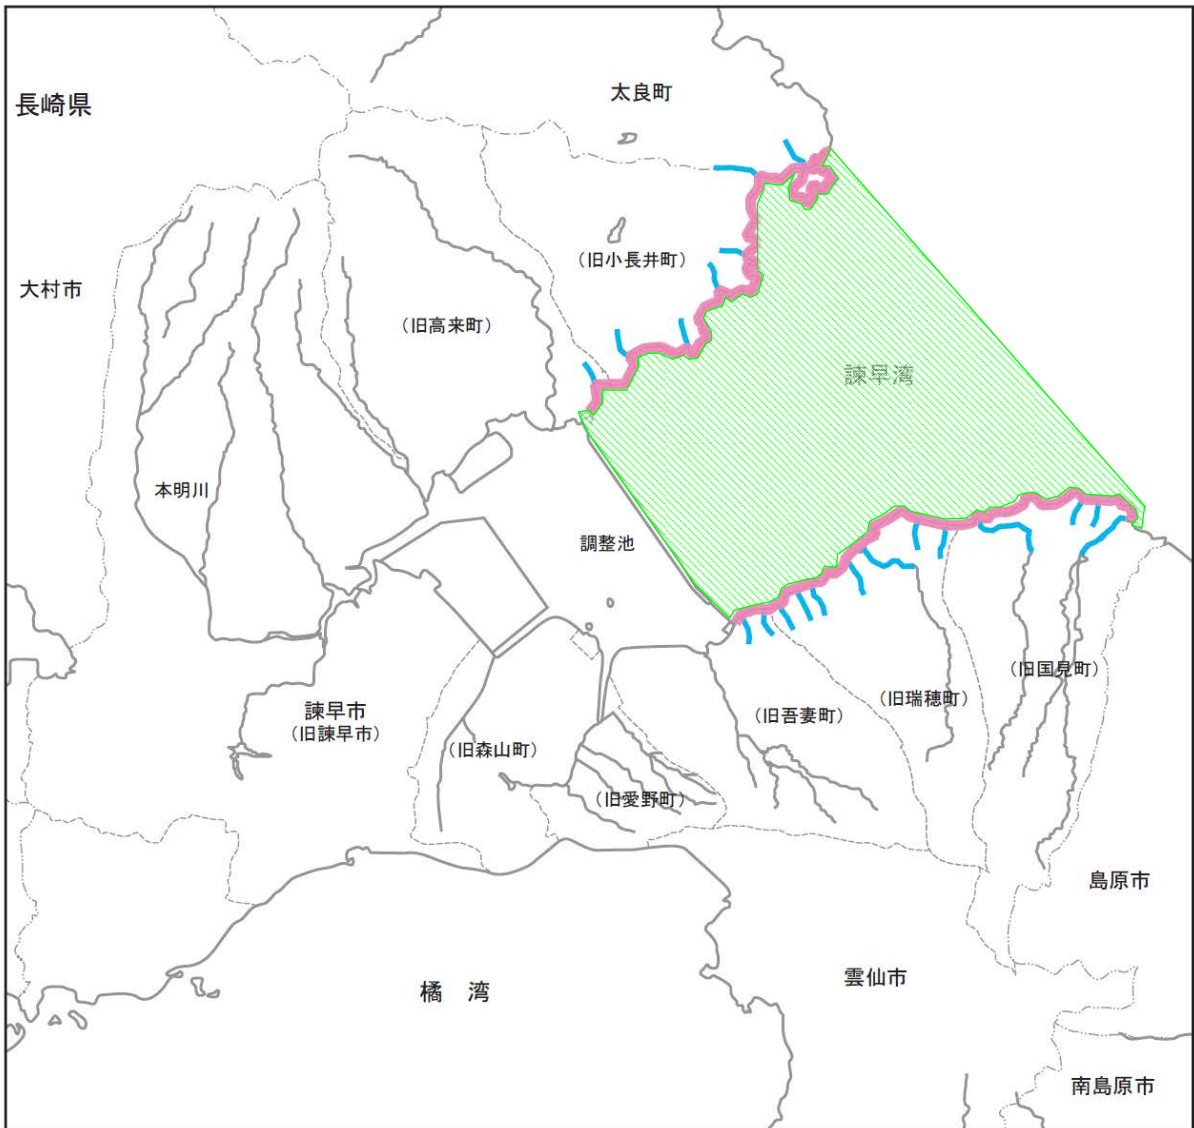 太良町
長崎県
(旧小長井町)
大村市
(旧高来町)
諫早湾
本明川
調整池
(旧国見町)
(旧瑞穂町)
諫早市
(旧諫早市)
(旧吾妻町)
(旧森山町)
(旧愛野町)
島原市
雲仙市
橘 湾
南島原市